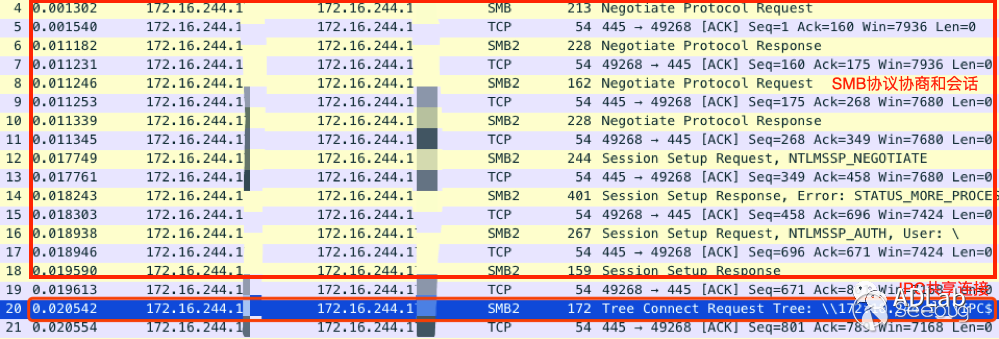 4 0.001302 172.16.244.1 172.16.244.1 SMB 213 Negotiate Protocol Request
5 0.001540 172.16.244.1 172.16.244.1 TCP 54 445 → 49268 [ACK] Seq=1 Ack=160 Win=7936 Len=0
6 0.011182 172.16.244.1 172.16.244.1 SMB2 228 Negotiate Protocol Response
7 0.011231 172.16.244.1 172.16.244.1 TCP 54 49268 → 445 [ACK] Seq=160 Ack=175 Win=7936 Len=0
8 0.011246 172.16.244.1 172.16.244.1 SMB2 162 Negotiate Protocol Request SMB协议协商和会话
9 0.011253 172.16.244.1 172.16.244.1 TCP 54 445 → 49268 [ACK] Seq=175 Ack=268 Win=7680 Len=0
10 0.011339 172.16.244.1 172.16.244.1 SMB2 228 Negotiate Protocol Response
11 0.011345 172.16.244.1 172.16.244.1 TCP 54 49268 → 445 [ACK] Seq=268 Ack=349 Win=7680 Len=0
12 0.017749 172.16.244.1 172.16.244.1 SMB2 244 Session Setup Request, NTLMSSP_NEGOTIATE
13 0.017761 172.16.244.1 172.16.244.1 TCP 54 445 → 49268 [ACK] Seq=349 Ack=458 Win=7680 Len=0
14 0.018243 172.16.244.1 172.16.244.1 SMB2 401 Session Setup Response, Error: STATUS_MORE_PROCES
15 0.018303 172.16.244.1 172.16.244.1 TCP 54 49268 → 445 [ACK] Seq=458 Ack=696 Win=7424 Len=0
16 0.018938 172.16.244.1 172.16.244.1 SMB2 267 Session Setup Request, NTLMSSP_AUTH, User: \
17 0.018946 172.16.244.1 172.16.244.1 TCP 54 445 → 49268 [ACK] Seq=696 Ack=671 Win=7424 Len=0
18 0.019590 172.16.244.1 172.16.244.1 SMB2 159 Session Setup Response
19 0.019613 172.16.244.1 172.16.244.1 TCP 54 49268 → 445 [ACK] Seq=671 IPC共享连接
20 0.020542 172.16.244.1 172.16.244.1 SMB2 172 Tree Connect Request Tree: IPC$
ADLab
Seebug
21 0.020554 172.16.244.1 172.16.244.1 TCP 54 445 → 49268 [ACK] Seq=801 Win=7168 Len=0